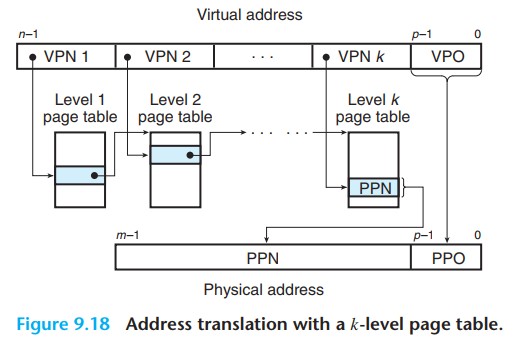 Virtual address
n–1 p–1 0
VPN 1 VPN 2 · · · VPN k VPO
Level 1 Level 2 Level k
page table page table page table
· · · · · ·
PPN
m–1 p–1 0
PPN PPO
Physical address
Figure 9.18 Address translation with a k-level page table.